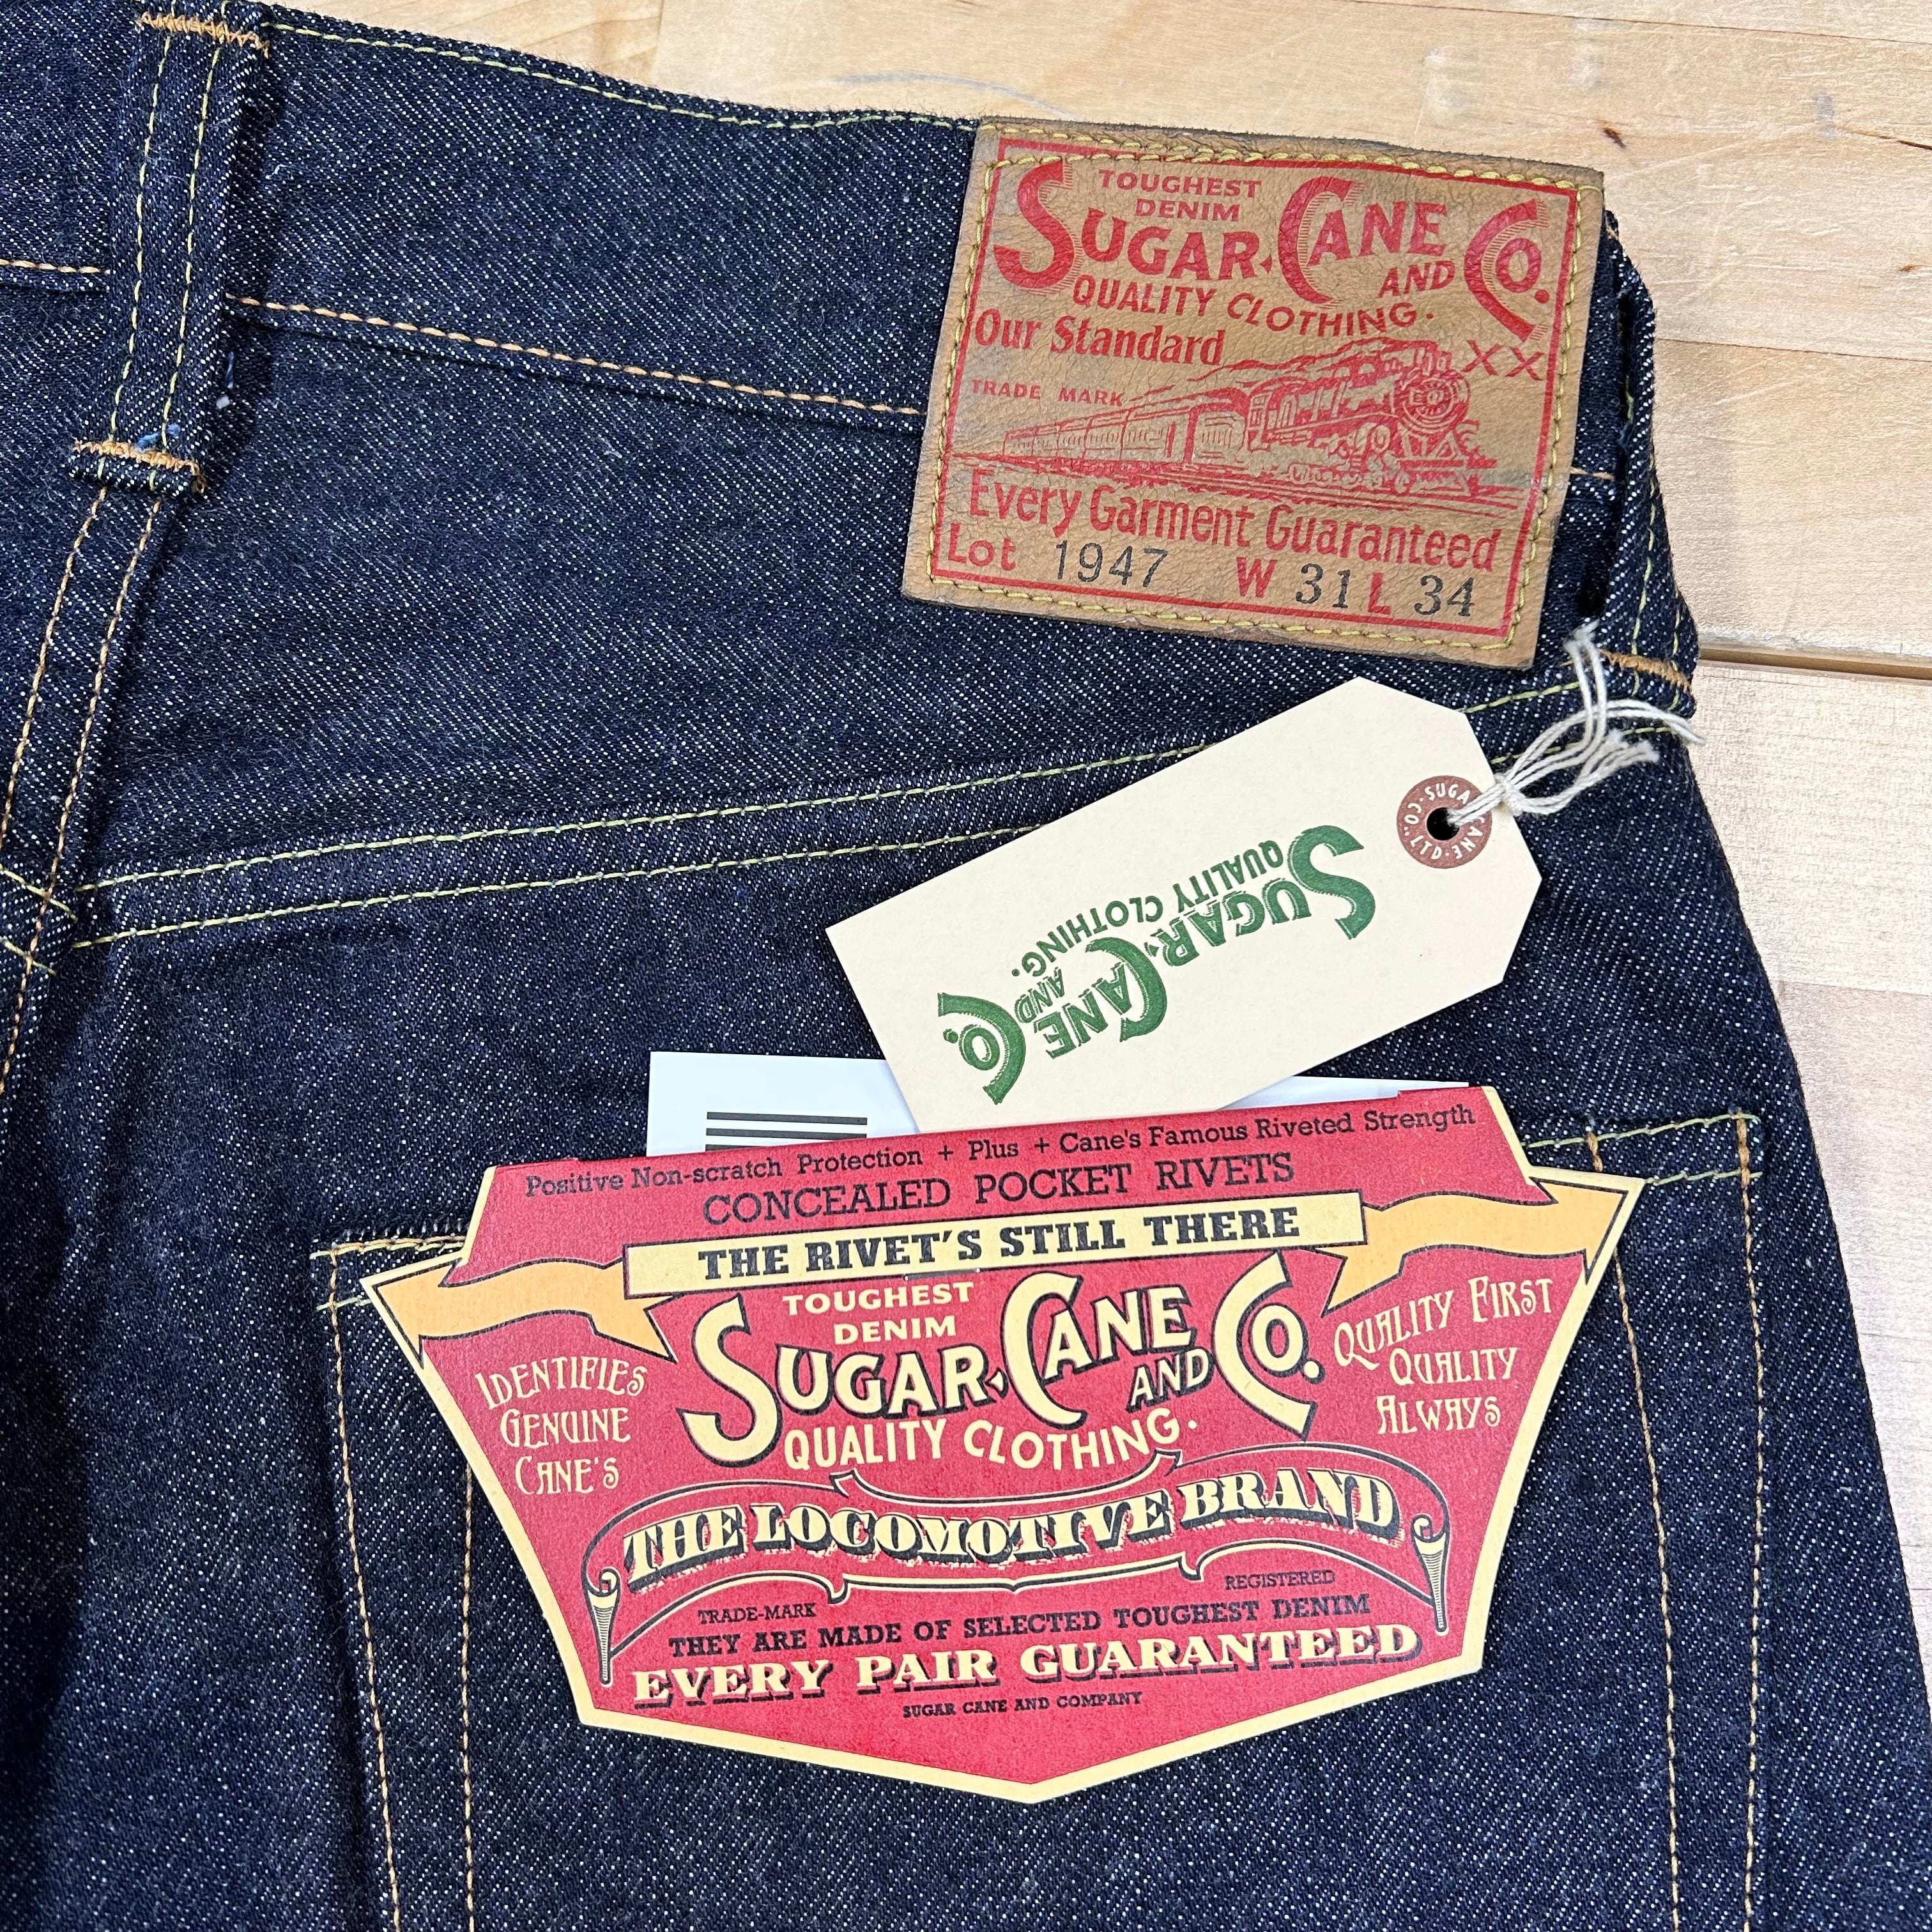 TOUGHEST
DENIM
SUGAR CANE AND CO.
QUALITY CLOTHING.
Our Standard
XX
TRADE MARK
Every Garment Guaranteed
Lot 1947 W 31 L 34
SUGAR CANE CO., LTD.
SUGAR CANE AND CO.
QUALITY CLOTHING.
Positive Non-scratch Protection + Plus + Cane's Famous Riveted Strength
CONCEALED POCKET RIVETS
THE RIVET'S STILL THERE
TOUGHEST
DENIM
SUGAR CANE AND CO.
QUALITY CLOTHING.
IDENTIFIES
GENUINE
CANE'S
QUALITY FIRST
QUALITY
ALWAYS
THE LOCOMOTIVE BRAND
TRADE-MARK
REGISTERED
THEY ARE MADE OF SELECTED TOUGHEST DENIM
EVERY PAIR GUARANTEED
SUGAR CANE AND COMPANY